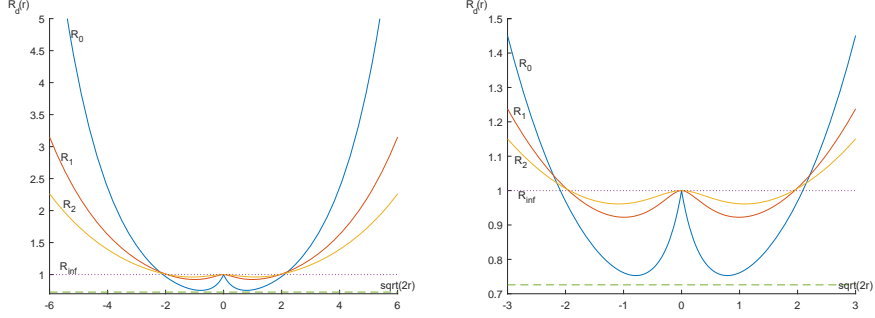 R_d(r)
5
4.5
4
3.5
3
2.5
2
1.5
1
R_0
R_1
R_2
R_inf
sqrt(2r)
-6 -4 -2 0 2 4 6
R_d(r)
1.5
1.4
1.3
1.2
1.1
1
0.9
0.8
0.7
R_0
R_1
R_2
R_inf
sqrt(2r)
-3 -2 -1 0 1 2 3